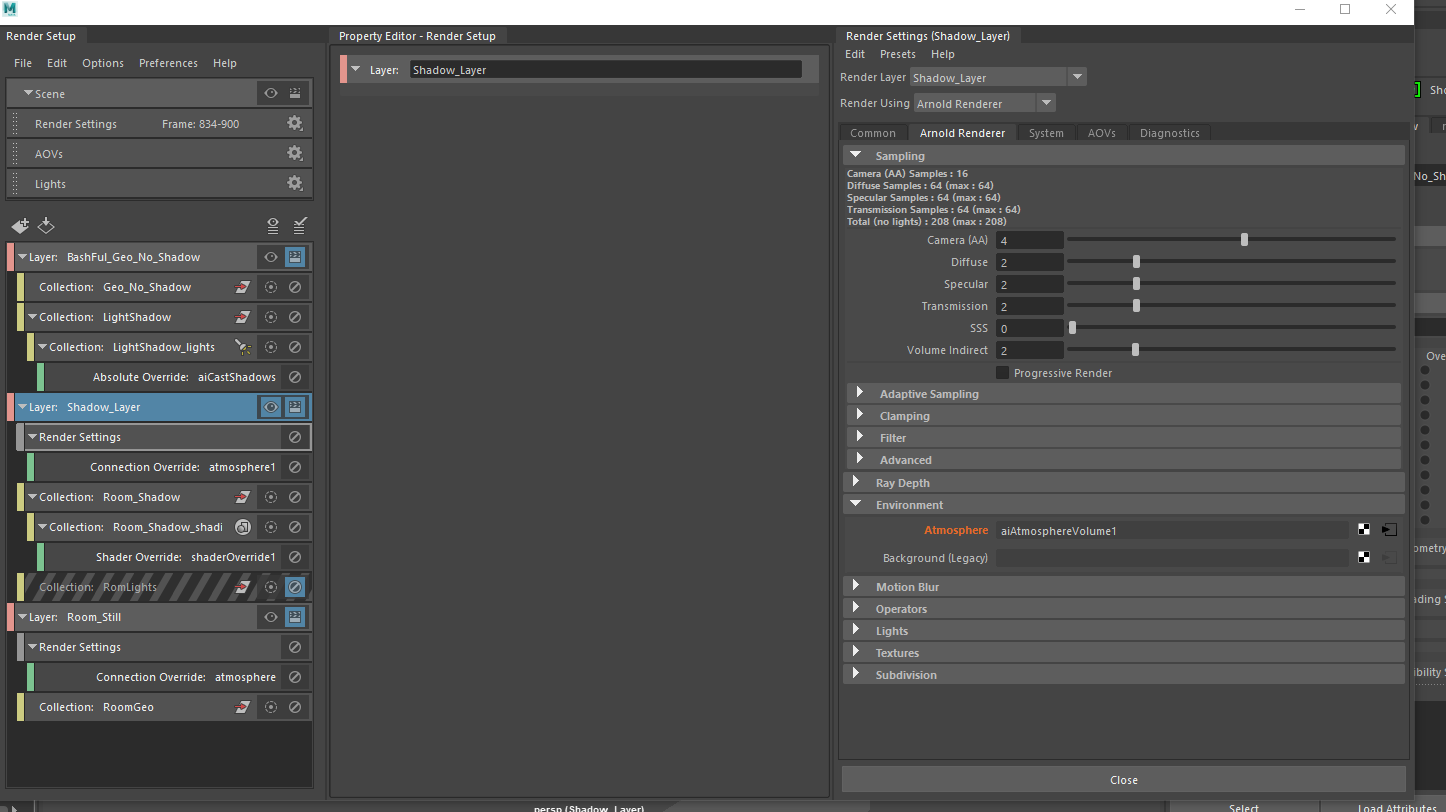 M
Render Setup
File Edit Options Preferences Help
Scene
Render Settings Frame: 834-900
AOVs
Lights
Layer: BashFul_Geo_No_Shadow
Collection: Geo_No_Shadow
Collection: LightShadow
Collection: LightShadow_lights
Absolute Override: aiCastShadows
Layer: Shadow_Layer
Render Settings
Connection Override: atmosphere1
Collection: Room_Shadow
Collection: Room_Shadow_shadi
Shader Override: shaderOverride1
Collection: RomLights
Layer: Room_Still
Render Settings
Connection Override: atmosphere
Collection: RoomGeo
Property Editor - Render Setup
Layer: Shadow_Layer
Render Settings (Shadow_Layer)
Edit Presets Help
Render Layer Shadow_Layer
Render Using Arnold Renderer
Common Arnold Renderer System AOVs Diagnostics
Sampling
Camera (AA) Samples : 16
Diffuse Samples : 64 (max : 64)
Specular Samples : 64 (max : 64)
Transmission Samples : 64 (max : 64)
Total (no lights) : 208 (max : 208)
Camera (AA) 4
Diffuse 2
Specular 2
Transmission 2
SSS 0
Volume Indirect 2
Progressive Render
Adaptive Sampling
Clamping
Filter
Advanced
Ray Depth
Environment
Atmosphere aiAtmosphereVolume1
Background (Legacy)
Motion Blur
Operators
Lights
Textures
Subdivision
Close
Sho
No_Sh
Ove
ometry
ading S
ibility S
persp (Shadow_Layer)
Select
Load Attributes